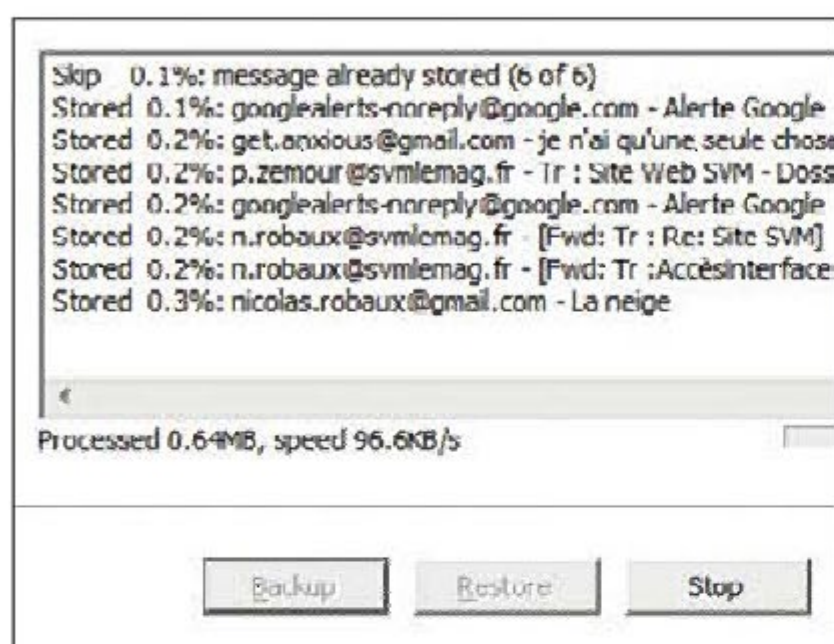 Skip 0.1%: message already stored (6 of 6)
Stored 0.1%: googlealerts-noreply@google.com - Alerte Google
Stored 0.2%: get.anxious@gmail.com - je n'ai qu'une seule chose
Stored 0.2%: p.zemour@svmlemag.fr - Tr : Site Web SVM - Doss
Stored 0.2%: googlealerts-noreply@google.com - Alerte Google
Stored 0.2%: n.robaux@svmlemag.fr - [Fwd: Tr : Re: Site SVM]
Stored 0.2%: n.robaux@svmlemag.fr - [Fwd: Tr :AccèsInterfaces
Stored 0.3%: nicolas.robaux@gmail.com - La neige
Processed 0.64MB, speed 96.6KB/s
Backup Restore Stop